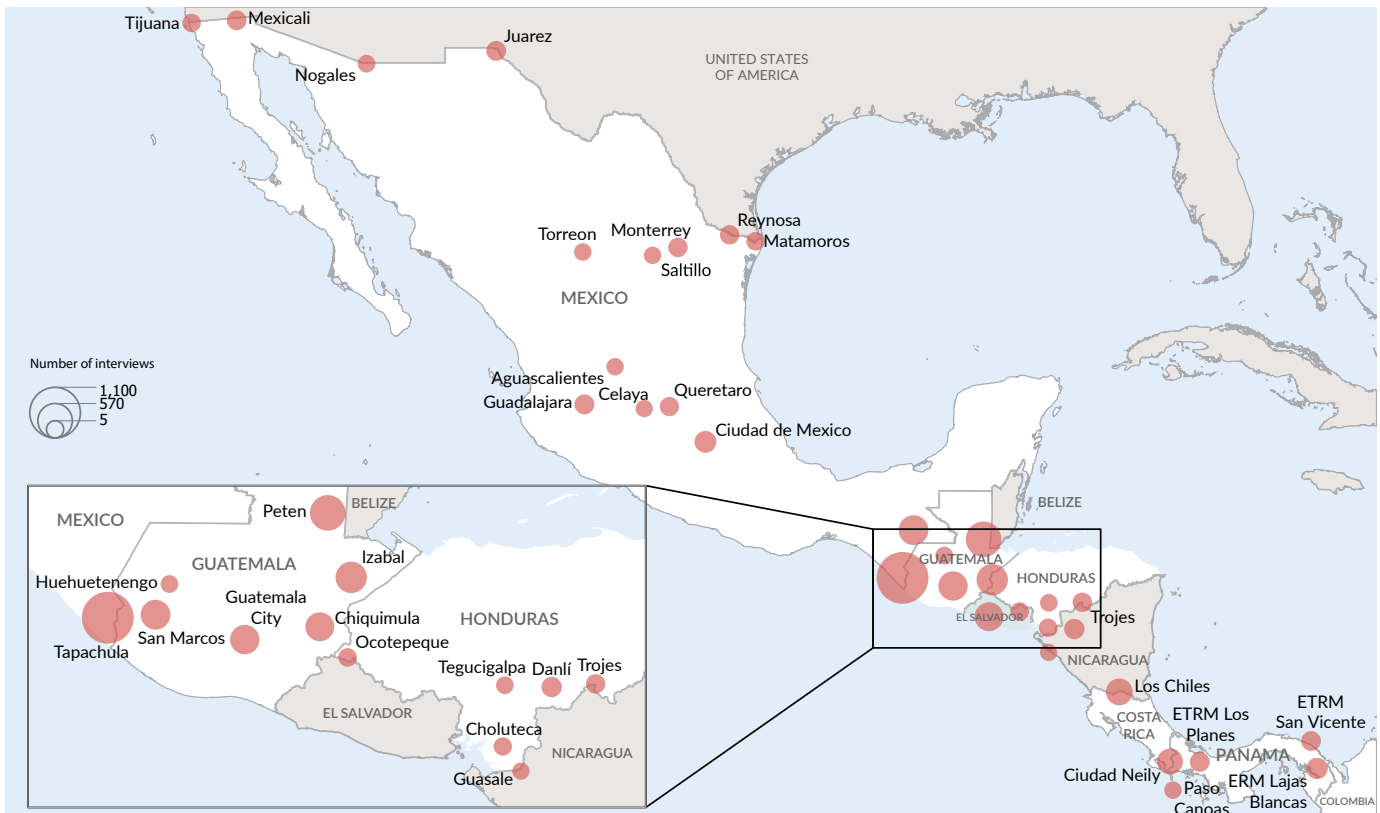 Tijuana
Mexicali
Nogales
Juarez
UNITED STATES
OF AMERICA
Reynosa
Matamoros
Torreon
Monterrey
Saltillo
MEXICO
Number of interviews
1,100
570
5
Aguascalientes
Guadalajara
Celaya
Queretaro
Ciudad de Mexico
BELIZE
GUATEMALA
HONDURAS
EL SALVADOR
Trojes
NICARAGUA
Los Chiles
COSTA
RICA
ETRM Los
Planes
ETRM
San Vicente
PANAMA
Ciudad Neily
Paso
Canoas
ERM Lajas
Blancas
COLOMBIA
MEXICO
Peten
BELIZE
GUATEMALA
Izabal
Huehuetenengo
Guatemala
City
Chiquimula
San Marcos
Tapachula
Ocotepeque
HONDURAS
Tegucigalpa
Danlí
Trojes
EL SALVADOR
Choluteca
NICARAGUA
Guasale